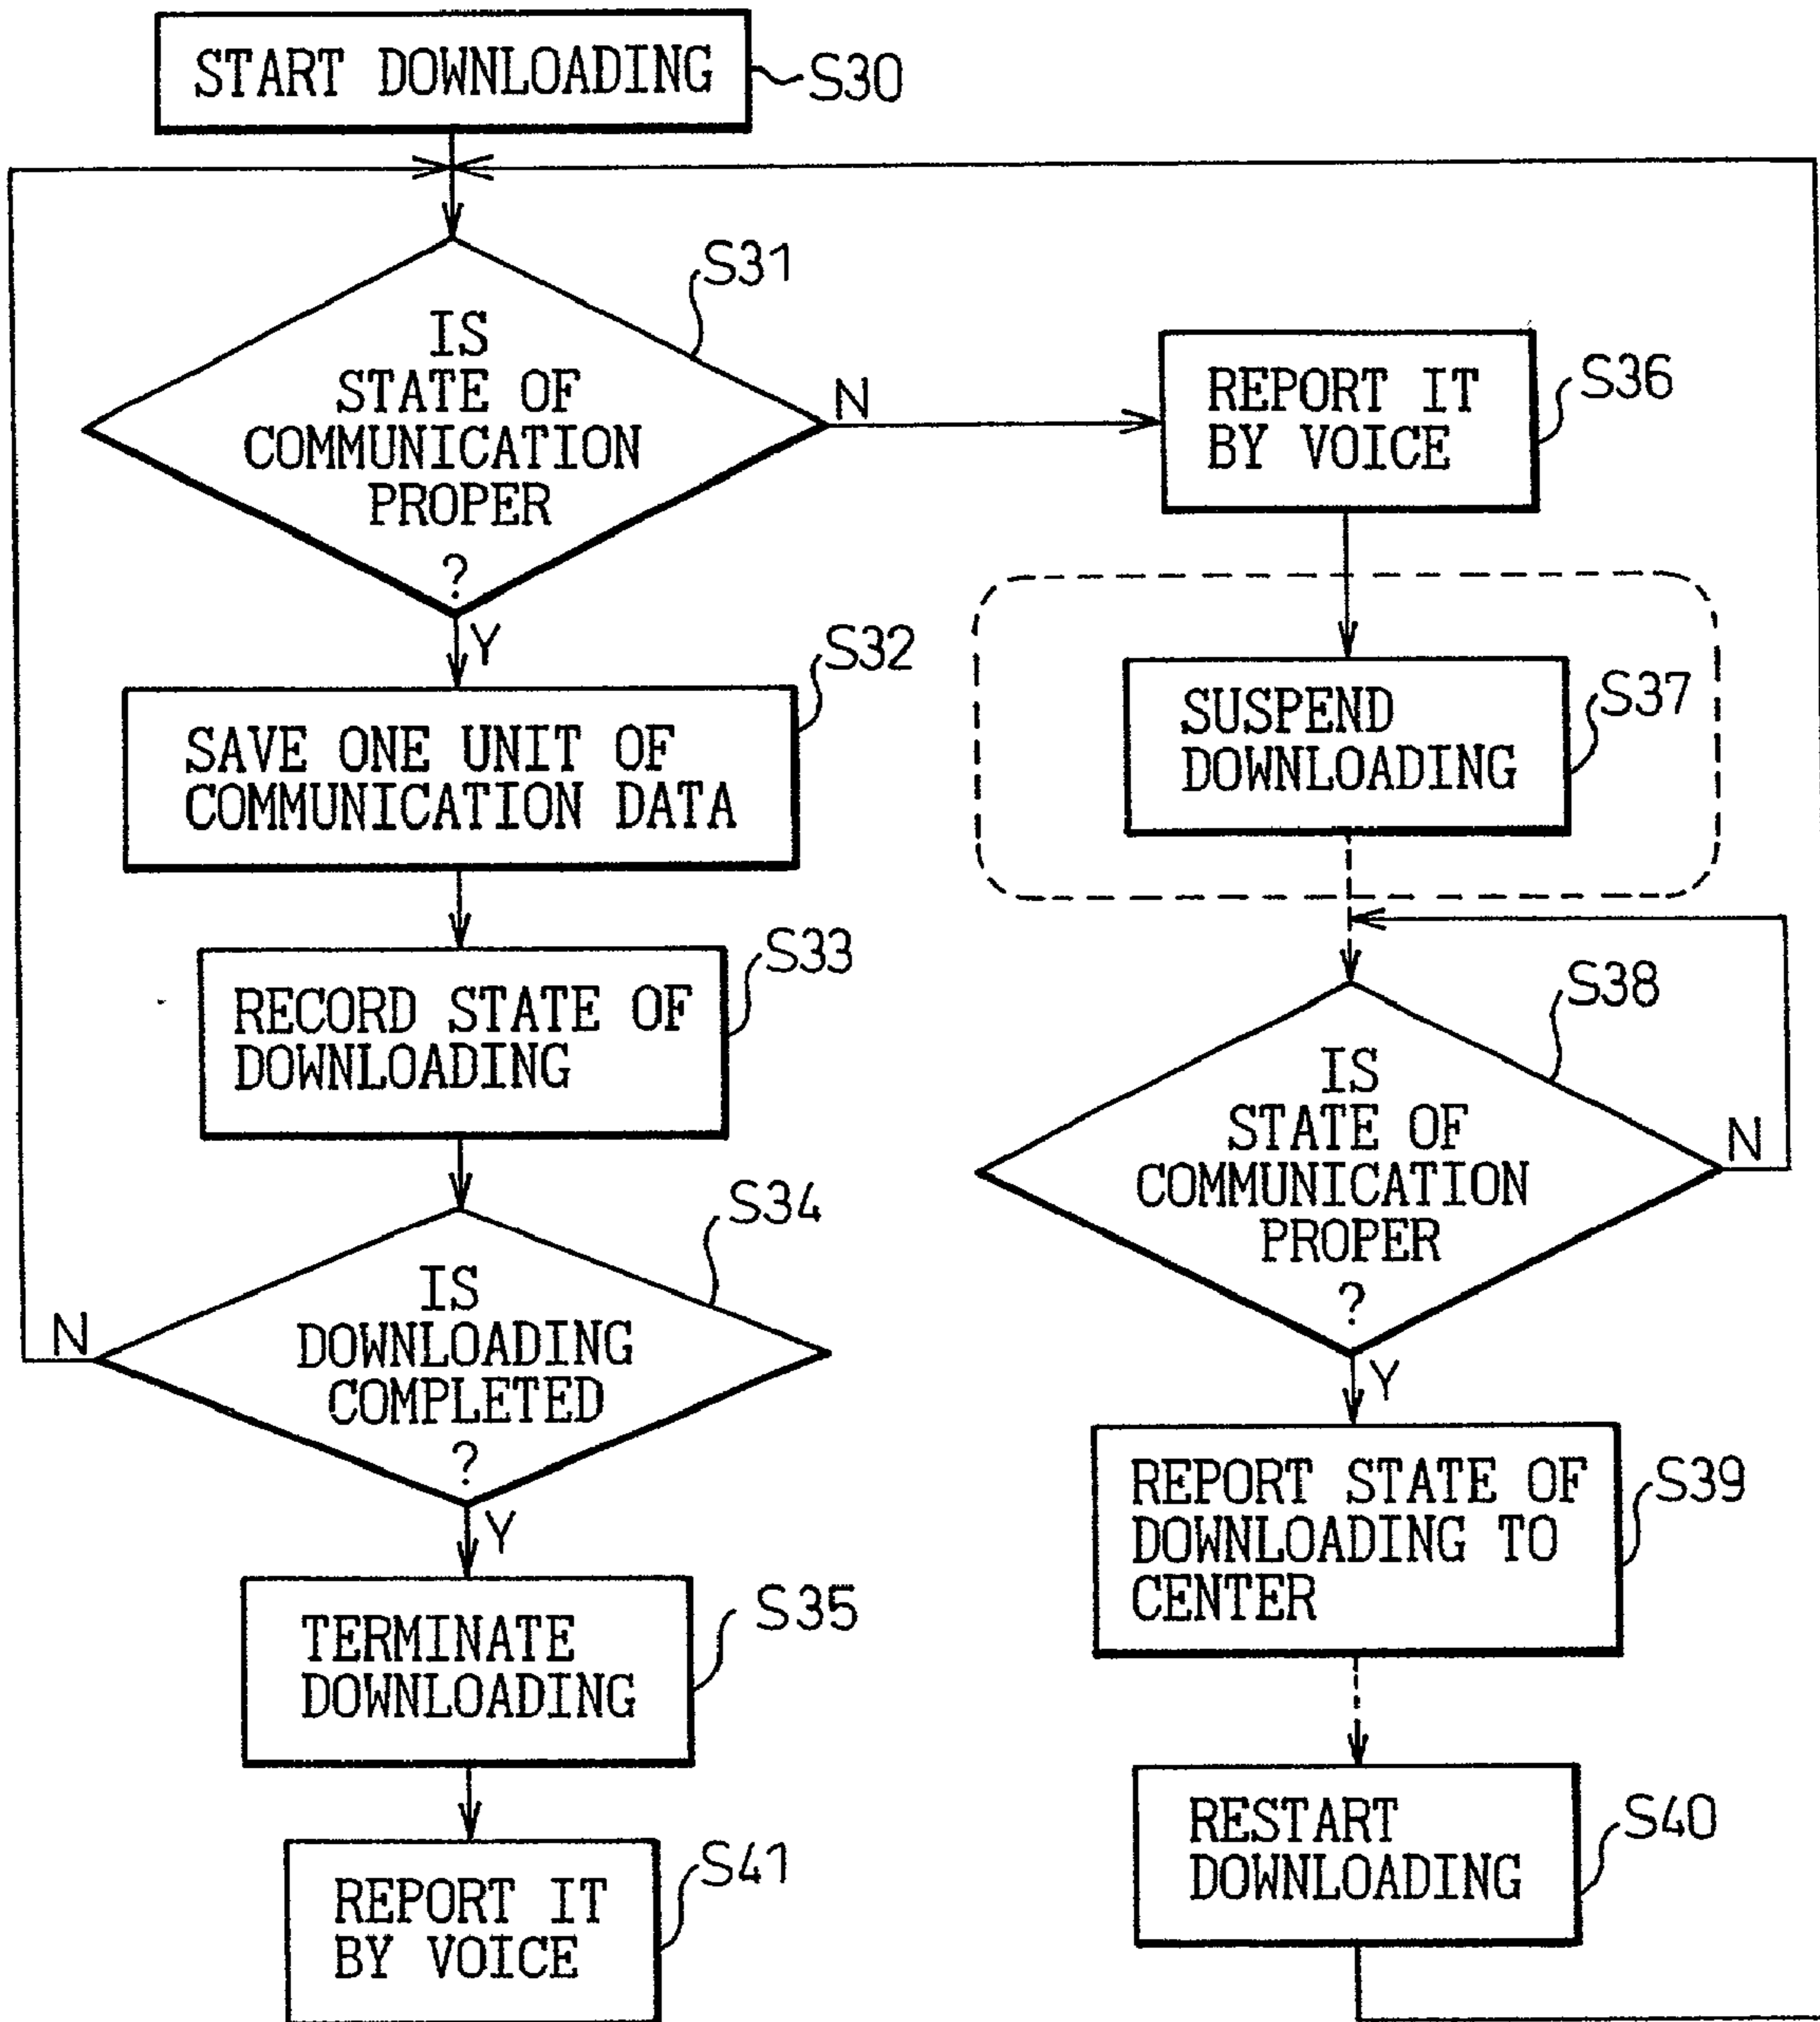 START DOWNLOADING
S30
S31
IS
STATE OF
COMMUNICATION
PROPER
?
N
Y
S32
SAVE ONE UNIT OF
COMMUNICATION DATA
S33
RECORD STATE OF
DOWNLOADING
S34
IS
DOWNLOADING
COMPLETED
?
N
Y
S35
TERMINATE
DOWNLOADING
S41
REPORT IT
BY VOICE
S36
REPORT IT
BY VOICE
S37
SUSPEND
DOWNLOADING
S38
IS
STATE OF
COMMUNICATION
PROPER
?
N
Y
S39
REPORT STATE OF
DOWNLOADING TO
CENTER
S40
RESTART
DOWNLOADING